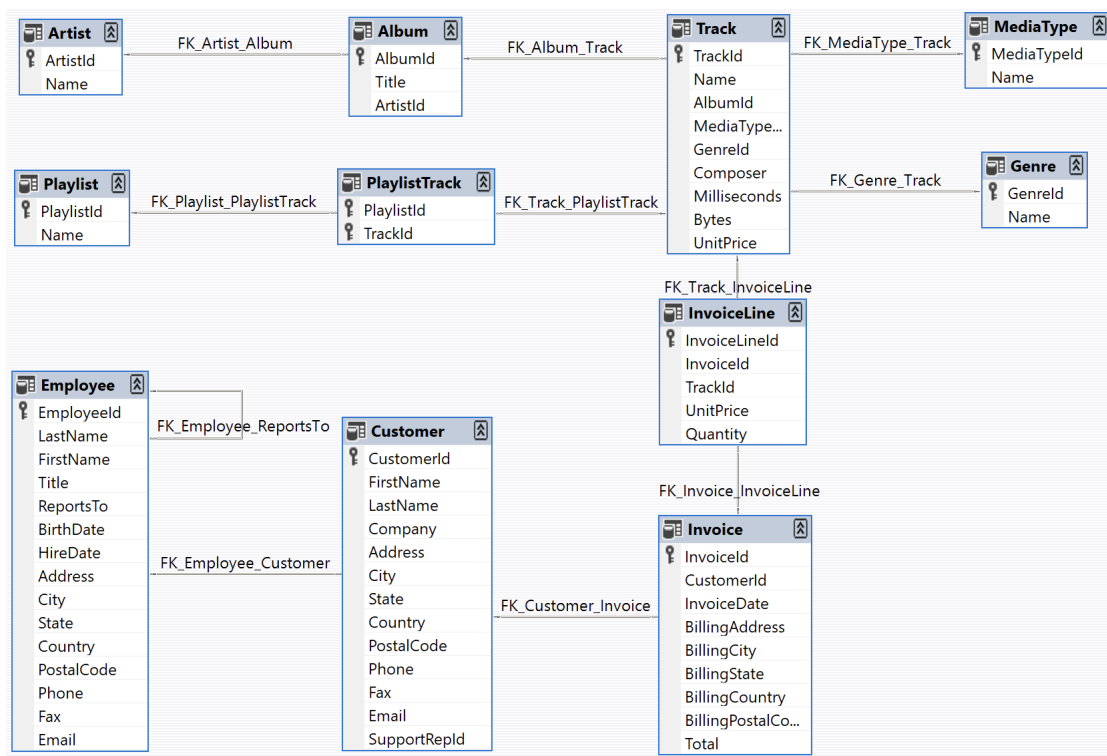 Artist
ArtistId
Name
FK_Artist_Album
Album
AlbumId
Title
ArtistId
FK_Album_Track
Track
TrackId
Name
AlbumId
MediaType...
GenreId
Composer
Milliseconds
Bytes
UnitPrice
FK_MediaType_Track
MediaType
MediaTypeId
Name
Playlist
PlaylistId
Name
FK_Playlist_PlaylistTrack
PlaylistTrack
PlaylistId
TrackId
FK_Track_PlaylistTrack
FK_Genre_Track
Genre
GenreId
Name
FK_Track_InvoiceLine
InvoiceLine
InvoiceLineId
InvoiceId
TrackId
UnitPrice
Quantity
FK_Invoice_InvoiceLine
Employee
EmployeeId
LastName
FirstName
Title
ReportsTo
BirthDate
HireDate
Address
City
State
Country
PostalCode
Phone
Fax
Email
FK_Employee_ReportsTo
FK_Employee_Customer
Customer
CustomerId
FirstName
LastName
Company
Address
City
State
Country
PostalCode
Phone
Fax
Email
SupportRepId
FK_Customer_Invoice
Invoice
InvoiceId
CustomerId
InvoiceDate
BillingAddress
BillingCity
BillingState
BillingCountry
BillingPostalCo...
Total